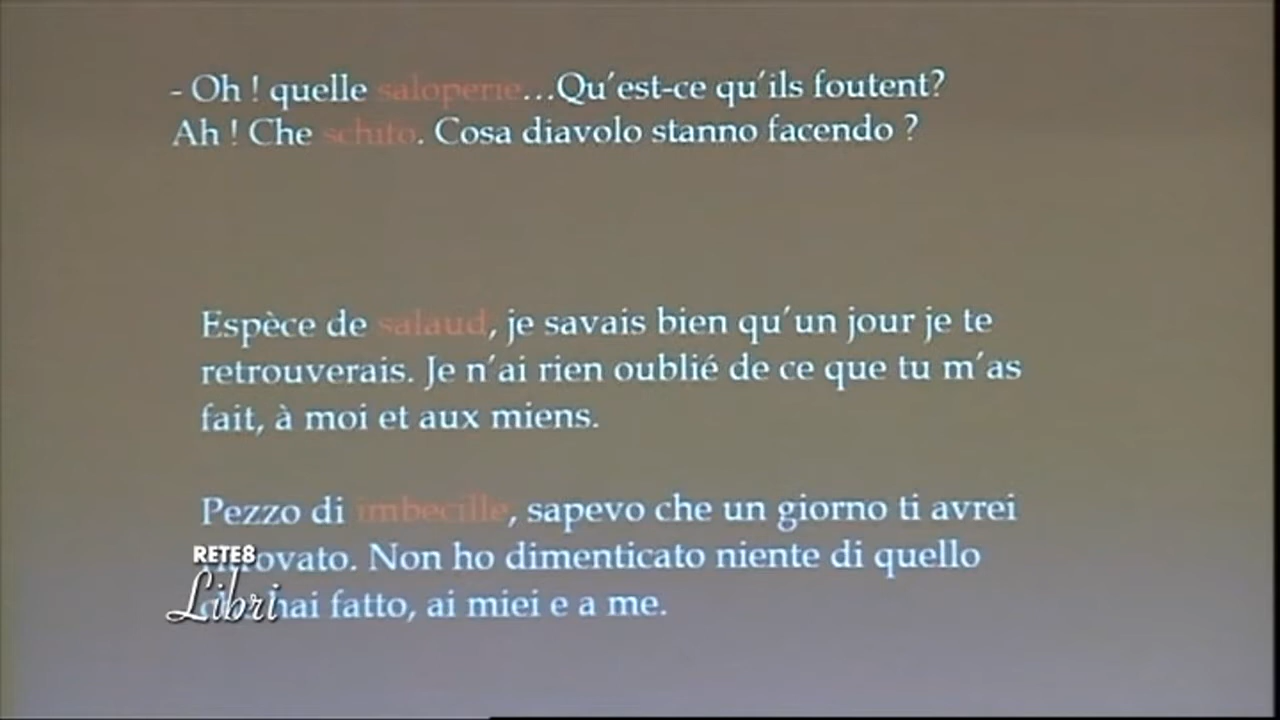 - Oh ! quelle saloperie...Qu'est-ce qu'ils foutent?
Ah ! Che schifo. Cosa diavolo stanno facendo ?
Espèce de salaud, je savais bien qu'un jour je te
retrouverais. Je n'ai rien oublié de ce que tu m'as
fait, à moi et aux miens.
Pezzo di imbecille, sapevo che un giorno ti avrei
ovato. Non ho dimenticato niente di quello
hai fatto, ai miei e a me.
RETE8
Libri